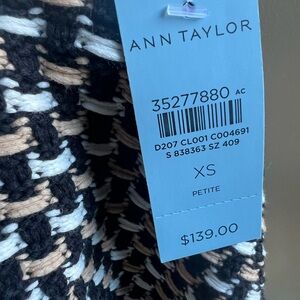 ANN TAYLOR
35277880 AC
D207 CL001 C004691
S 838363 SZ 409
XS
PETITE
$139.00